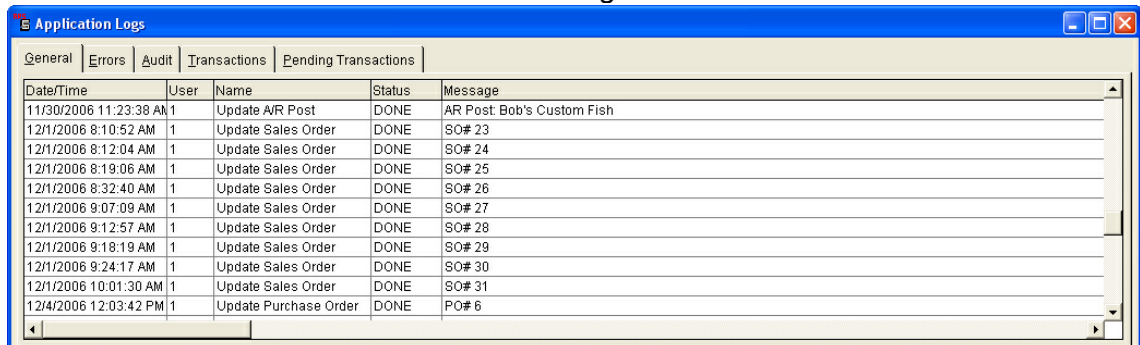 Application Logs
General Errors Audit Transactions Pending Transactions
Date/Time User Name Status Message
11/30/2006 11:23:38 AM 1 Update A/R Post DONE AR Post: Bob's Custom Fish
12/1/2006 8:10:52 AM 1 Update Sales Order DONE SO# 23
12/1/2006 8:12:04 AM 1 Update Sales Order DONE SO# 24
12/1/2006 8:19:06 AM 1 Update Sales Order DONE SO# 25
12/1/2006 8:32:40 AM 1 Update Sales Order DONE SO# 26
12/1/2006 9:07:09 AM 1 Update Sales Order DONE SO# 27
12/1/2006 9:12:57 AM 1 Update Sales Order DONE SO# 28
12/1/2006 9:18:19 AM 1 Update Sales Order DONE SO# 29
12/1/2006 9:24:17 AM 1 Update Sales Order DONE SO# 30
12/1/2006 10:01:30 AM 1 Update Sales Order DONE SO# 31
12/4/2006 12:03:42 PM 1 Update Purchase Order DONE PO# 6